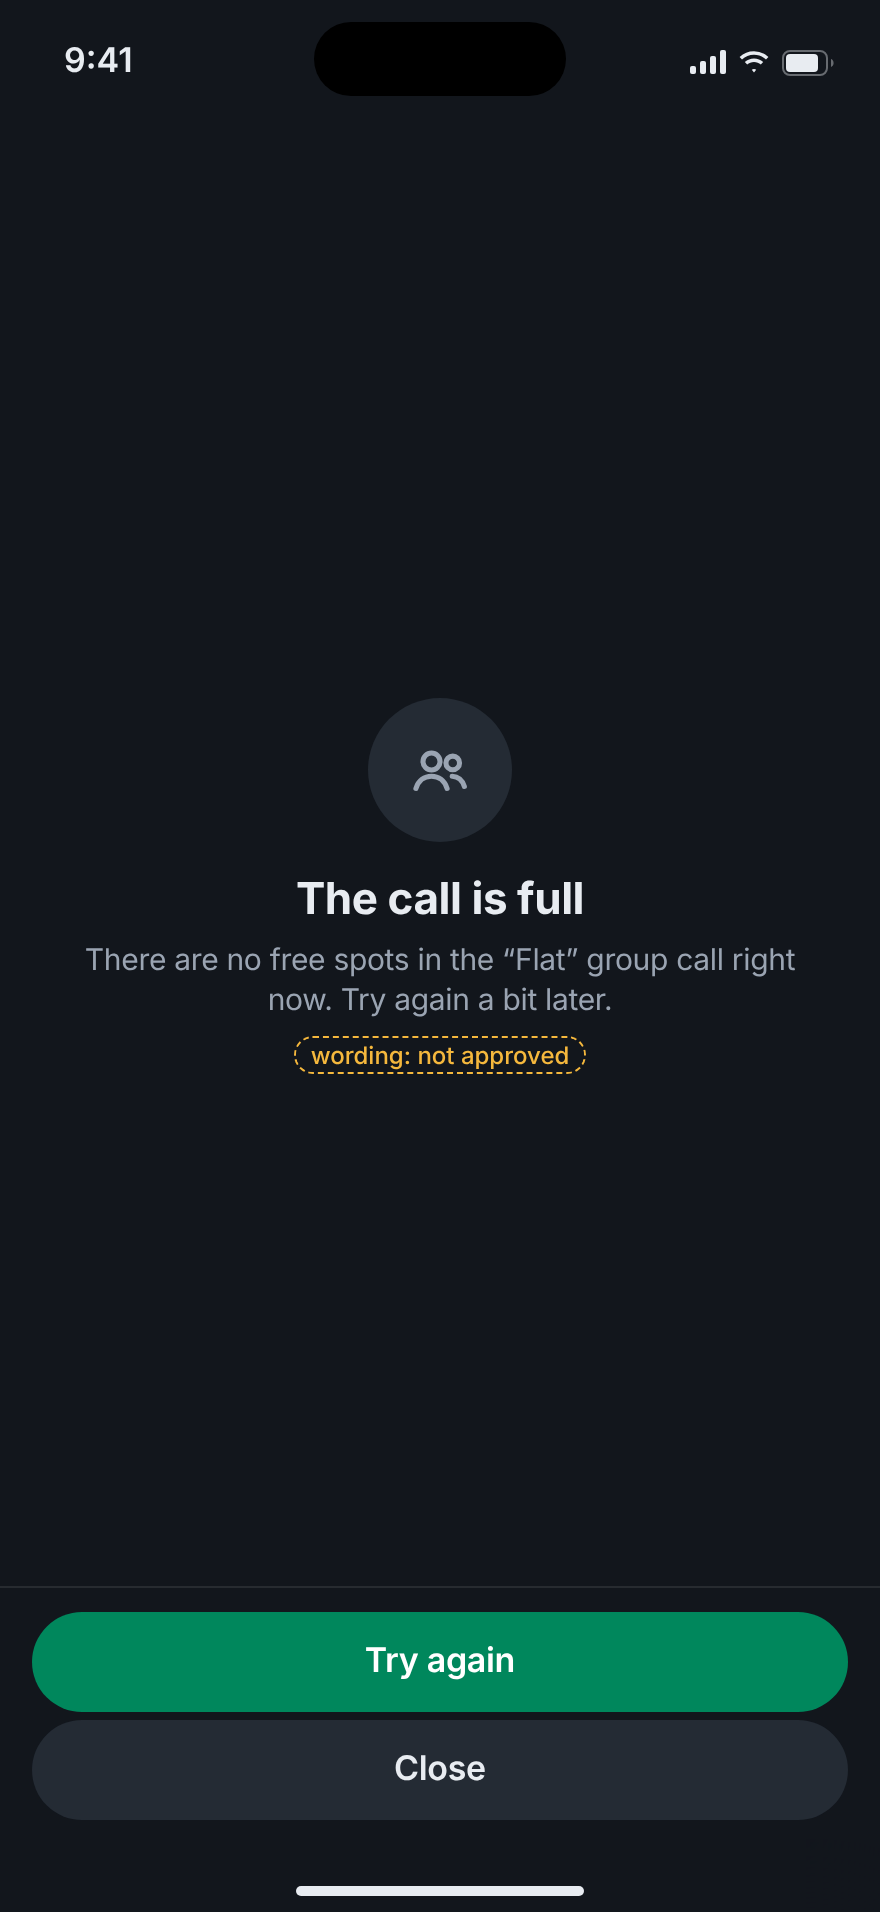 9:41
The call is full
There are no free spots in the “Flat” group call right
now. Try again a bit later.
wording: not approved
Try again
Close